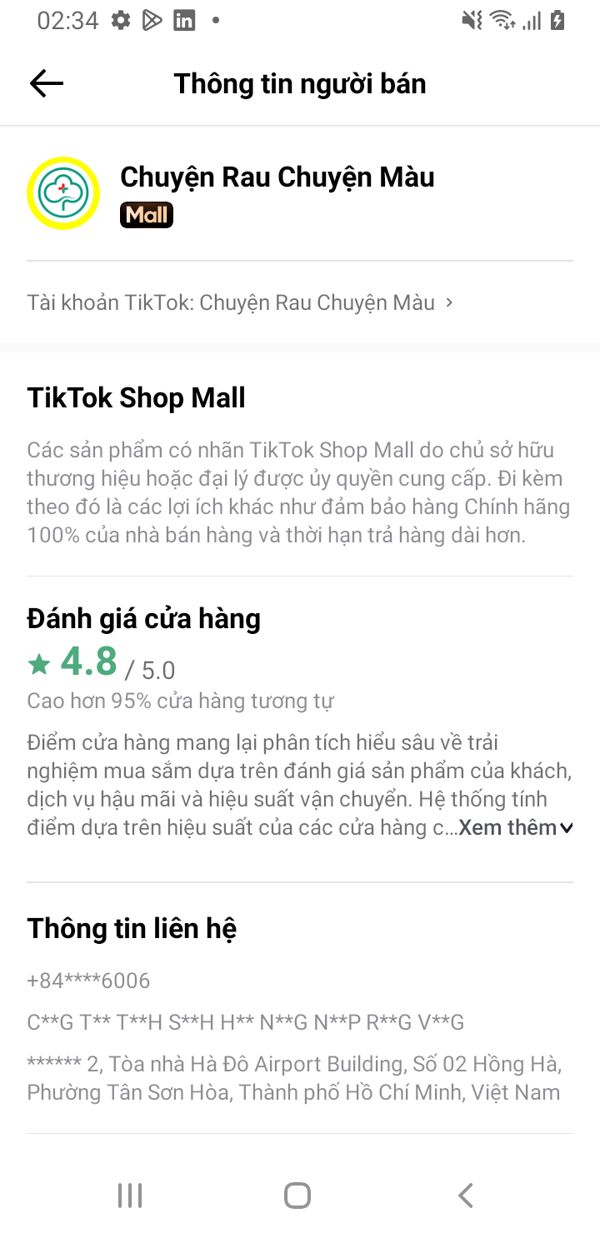 02:34
Thông tin người bán
Chuyện Rau Chuyện Màu
Mall
Tài khoản TikTok: Chuyện Rau Chuyện Màu
TikTok Shop Mall
Các sản phẩm có nhãn TikTok Shop Mall do chủ sở hữu
thương hiệu hoặc đại lý được ủy quyền cung cấp. Đi kèm
theo đó là các lợi ích khác như đảm bảo hàng Chính hãng
100% của nhà bán hàng và thời hạn trả hàng dài hơn.
Đánh giá cửa hàng
4.8 / 5.0
Cao hơn 95% cửa hàng tương tự
Điểm cửa hàng mang lại phân tích hiểu sâu về trải
nghiệm mua sắm dựa trên đánh giá sản phẩm của khách,
dịch vụ hậu mãi và hiệu suất vận chuyển. Hệ thống tính
điểm dựa trên hiệu suất của các cửa hàng c...Xem thêm
Thông tin liên hệ
+84****6006
C**G T** T**H S**H H** N**G N**P R**G V**G
****** 2, Tòa nhà Hà Đô Airport Building, Số 02 Hồng Hà,
Phường Tân Sơn Hòa, Thành phố Hồ Chí Minh, Việt Nam